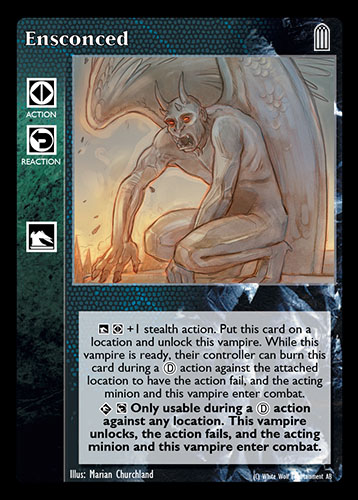 Ensconced
ACTION
REACTION
+1 stealth action. Put this card on a
location and unlock this vampire. While this
vampire is ready, their controller can burn this
card during a Ⓓ action against the attached
location to have the action fail, and the acting
minion and this vampire enter combat.
Only usable during a Ⓓ action
against any location. This vampire
unlocks, the action fails, and the acting
minion and this vampire enter combat.
Illus: Marian Churchland
(C) White Wolf Entertainment AB